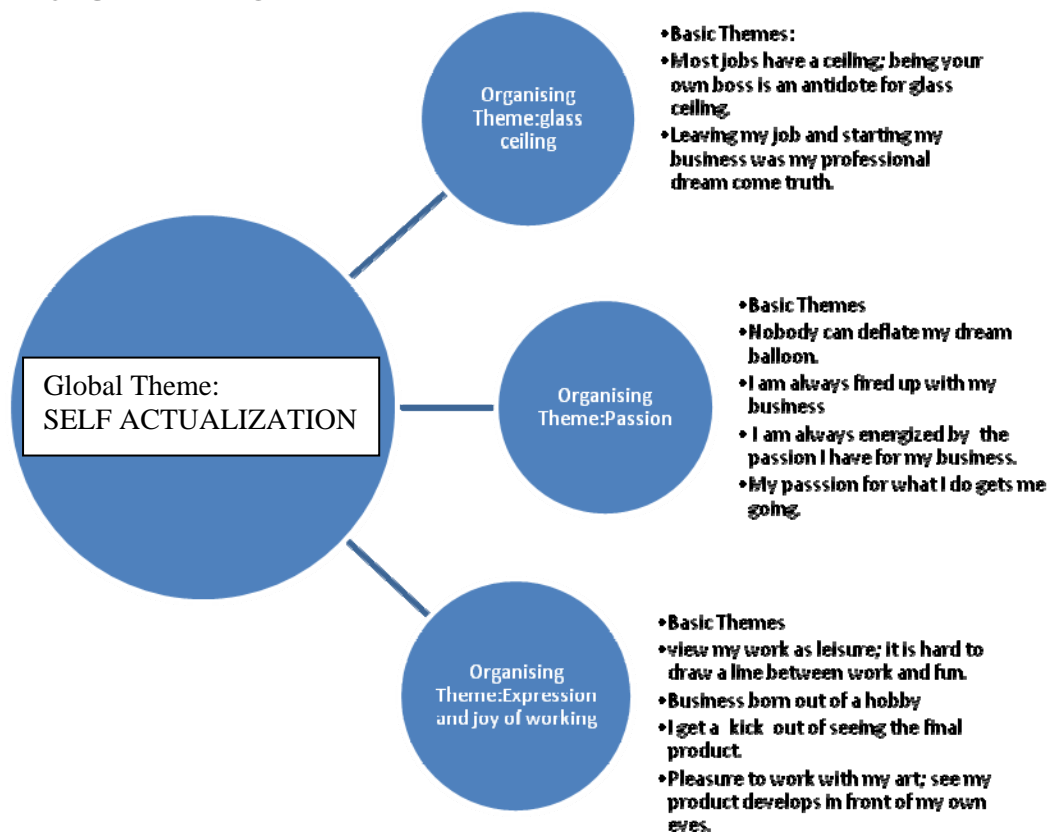 Organising
Theme:glass
ceiling
•Basic Themes:
•Most jobs have a ceiling; being your
own boss is an antidote for glass
ceiling.
•Leaving my job and starting my
business was my professional
dream come truth.
Global Theme:
SELF ACTUALIZATION
Organising
Theme:Passion
•Basic Themes
•Nobody can deflate my dream
balloon.
•I am always fired up with my
business
• I am always energized by the
passion I have for my business.
•My passsion for what I do gets me
going.
Organising
Theme:Expression
and joy of working
•Basic Themes
•view my work as leisure; it is hard to
draw a line between work and fun.
•Business born out of a hobby
•I get a kick out of seeing the final
product.
•Pleasure to work with my art; see my
product develops in front of my own
eyes.